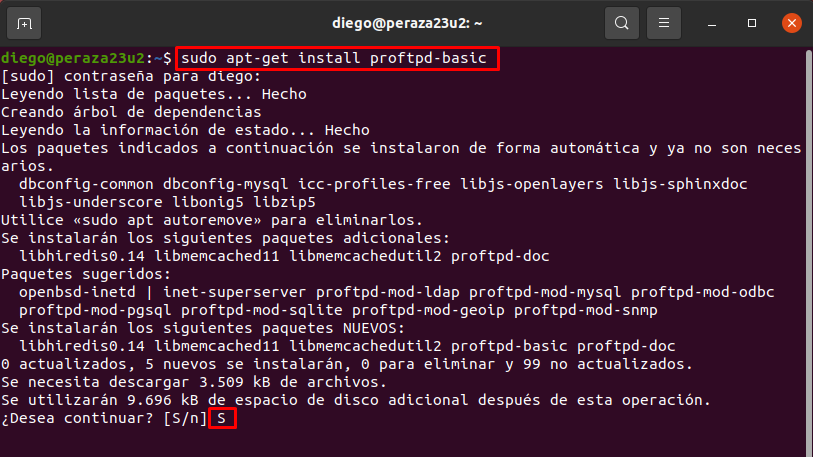 diego@peraza23u2: ~
diego@peraza23u2:~$ sudo apt-get install proftpd-basic
[sudo] contraseña para diego:
Leyendo lista de paquetes... Hecho
Creando árbol de dependencias
Leyendo la información de estado... Hecho
Los paquetes indicados a continuación se instalaron de forma automática y ya no son neces
arios.
  dbconfig-common dbconfig-mysql icc-profiles-free libjs-openlayers libjs-sphinxdoc
  libjs-underscore libonig5 libzip5
Utilice «sudo apt autoremove» para eliminarlos.
Se instalarán los siguientes paquetes adicionales:
  libhiredis0.14 libmemcached11 libmemcachedutil2 proftpd-doc
Paquetes sugeridos:
  openbsd-inetd | inet-superserver proftpd-mod-ldap proftpd-mod-mysql proftpd-mod-odbc
  proftpd-mod-pgsql proftpd-mod-sqlite proftpd-mod-geoip proftpd-mod-snmp
Se instalarán los siguientes paquetes NUEVOS:
  libhiredis0.14 libmemcached11 libmemcachedutil2 proftpd-basic proftpd-doc
0 actualizados, 5 nuevos se instalarán, 0 para eliminar y 99 no actualizados.
Se necesita descargar 3.509 kB de archivos.
Se utilizarán 9.696 kB de espacio de disco adicional después de esta operación.
¿Desea continuar? [S/n] S